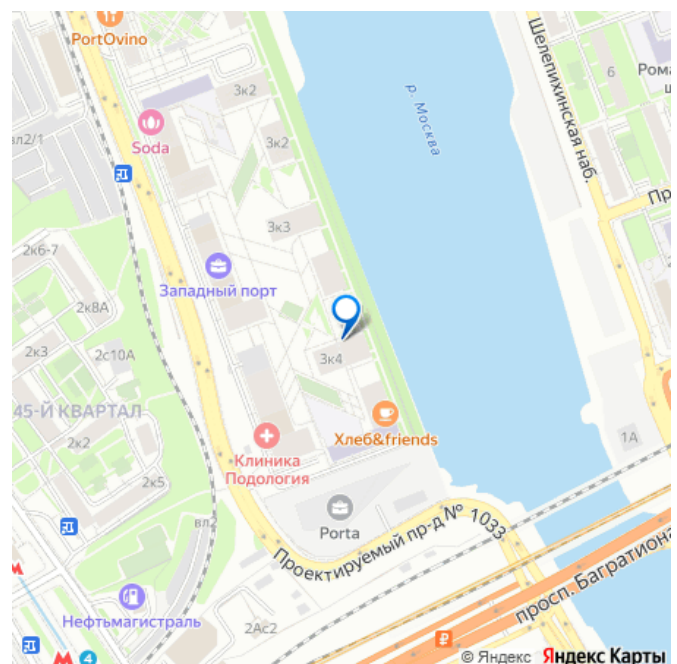 PortOvino
3к2
Soda
вл2/1
3к2
р. Москва
Шелепихинская наб.
6
Рома
ш
Пр
2к6-7
3к3
Западный порт
2к8А
2к3
2с10А
3к4
45-Й КВАРТАЛ
2к2
Хлеб&friends
1А
Клиника
Подология
2к5
Porta
вл2
Проектируемый пр-д № 1033
просп. Багратиона
Нефтьмагистраль
2Ас2
₽
М
М 4
© Яндекс Яндекс Карты